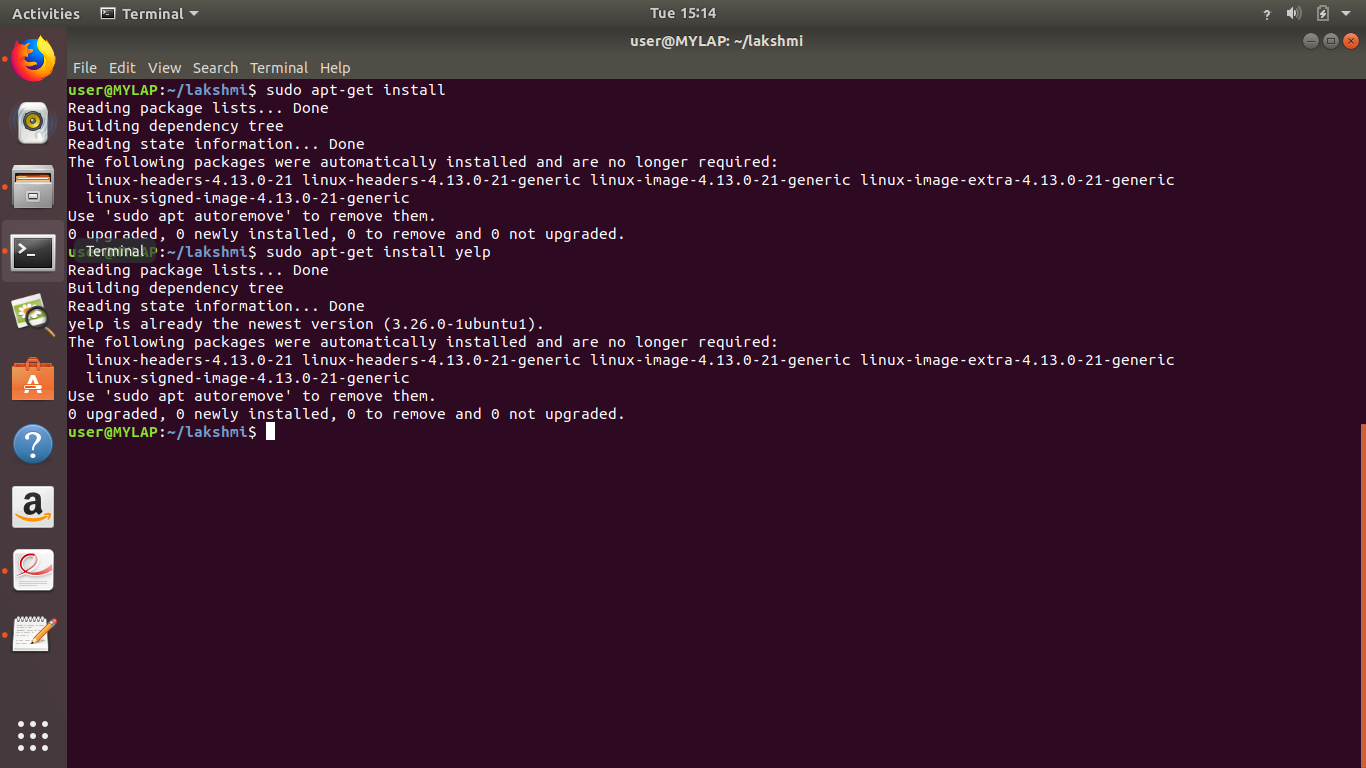 Activities Terminal Tue 15:14 ?
user@MYLAP: ~/lakshmi
File Edit View Search Terminal Help
user@MYLAP:~/lakshmi$ sudo apt-get install
Reading package lists... Done
Building dependency tree
Reading state information... Done
The following packages were automatically installed and are no longer required:
linux-headers-4.13.0-21 linux-headers-4.13.0-21-generic linux-image-4.13.0-21-generic linux-image-extra-4.13.0-21-generic
linux-signed-image-4.13.0-21-generic
Use 'sudo apt autoremove' to remove them.
0 upgraded, 0 newly installed, 0 to remove and 0 not upgraded.
user@MYLAP:~/lakshmi$ sudo apt-get install yelp
Terminal
Reading package lists... Done
Building dependency tree
Reading state information... Done
yelp is already the newest version (3.26.0-1ubuntu1).
The following packages were automatically installed and are no longer required:
linux-headers-4.13.0-21 linux-headers-4.13.0-21-generic linux-image-4.13.0-21-generic linux-image-extra-4.13.0-21-generic
linux-signed-image-4.13.0-21-generic
Use 'sudo apt autoremove' to remove them.
0 upgraded, 0 newly installed, 0 to remove and 0 not upgraded.
user@MYLAP:~/lakshmi$